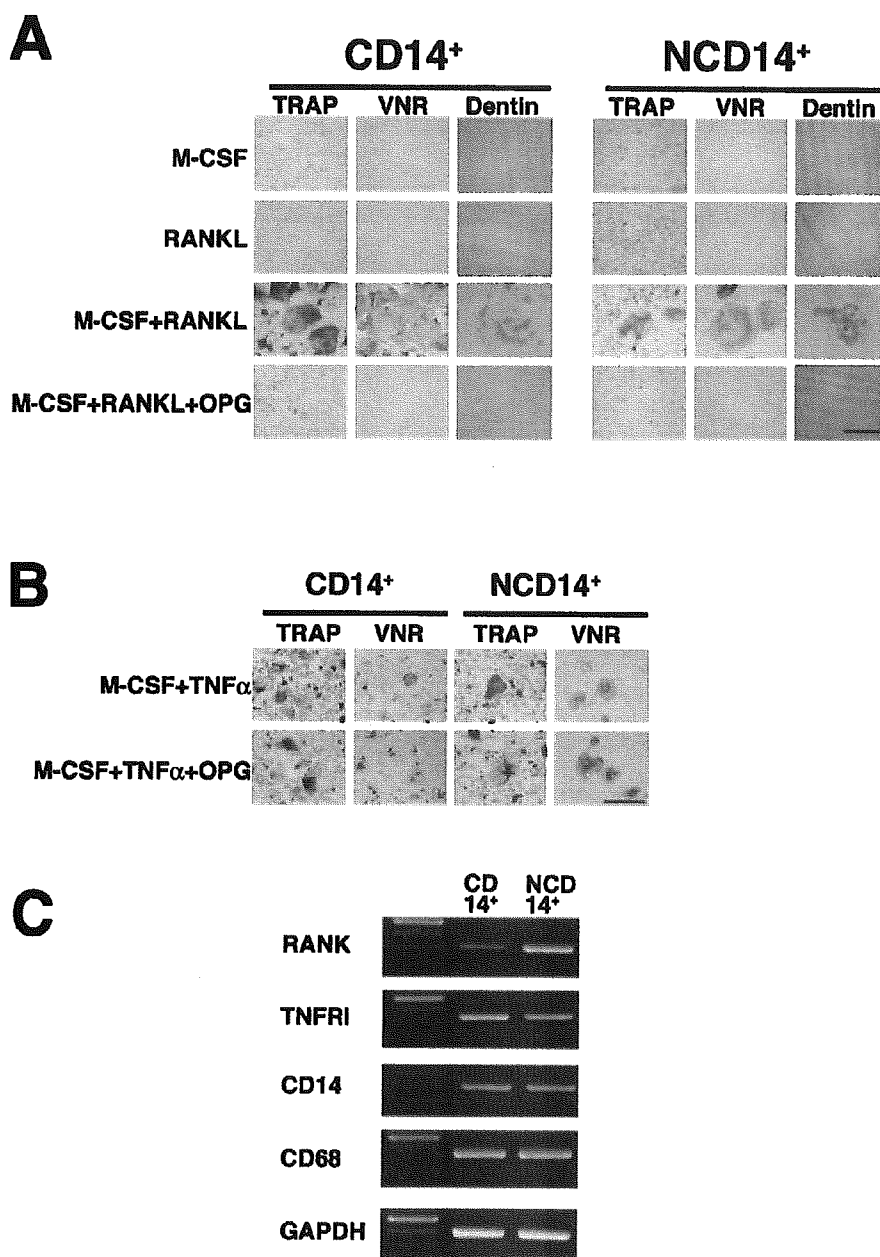 A
CD14⁺ NCD14⁺
TRAP VNR Dentin TRAP VNR Dentin
M-CSF
RANKL
M-CSF+RANKL
M-CSF+RANKL+OPG
B
CD14⁺ NCD14⁺
TRAP VNR TRAP VNR
M-CSF+TNFα
M-CSF+TNFα+OPG
C
CD NCD
14⁺ 14⁺
RANK
TNFRI
CD14
CD68
GAPDH